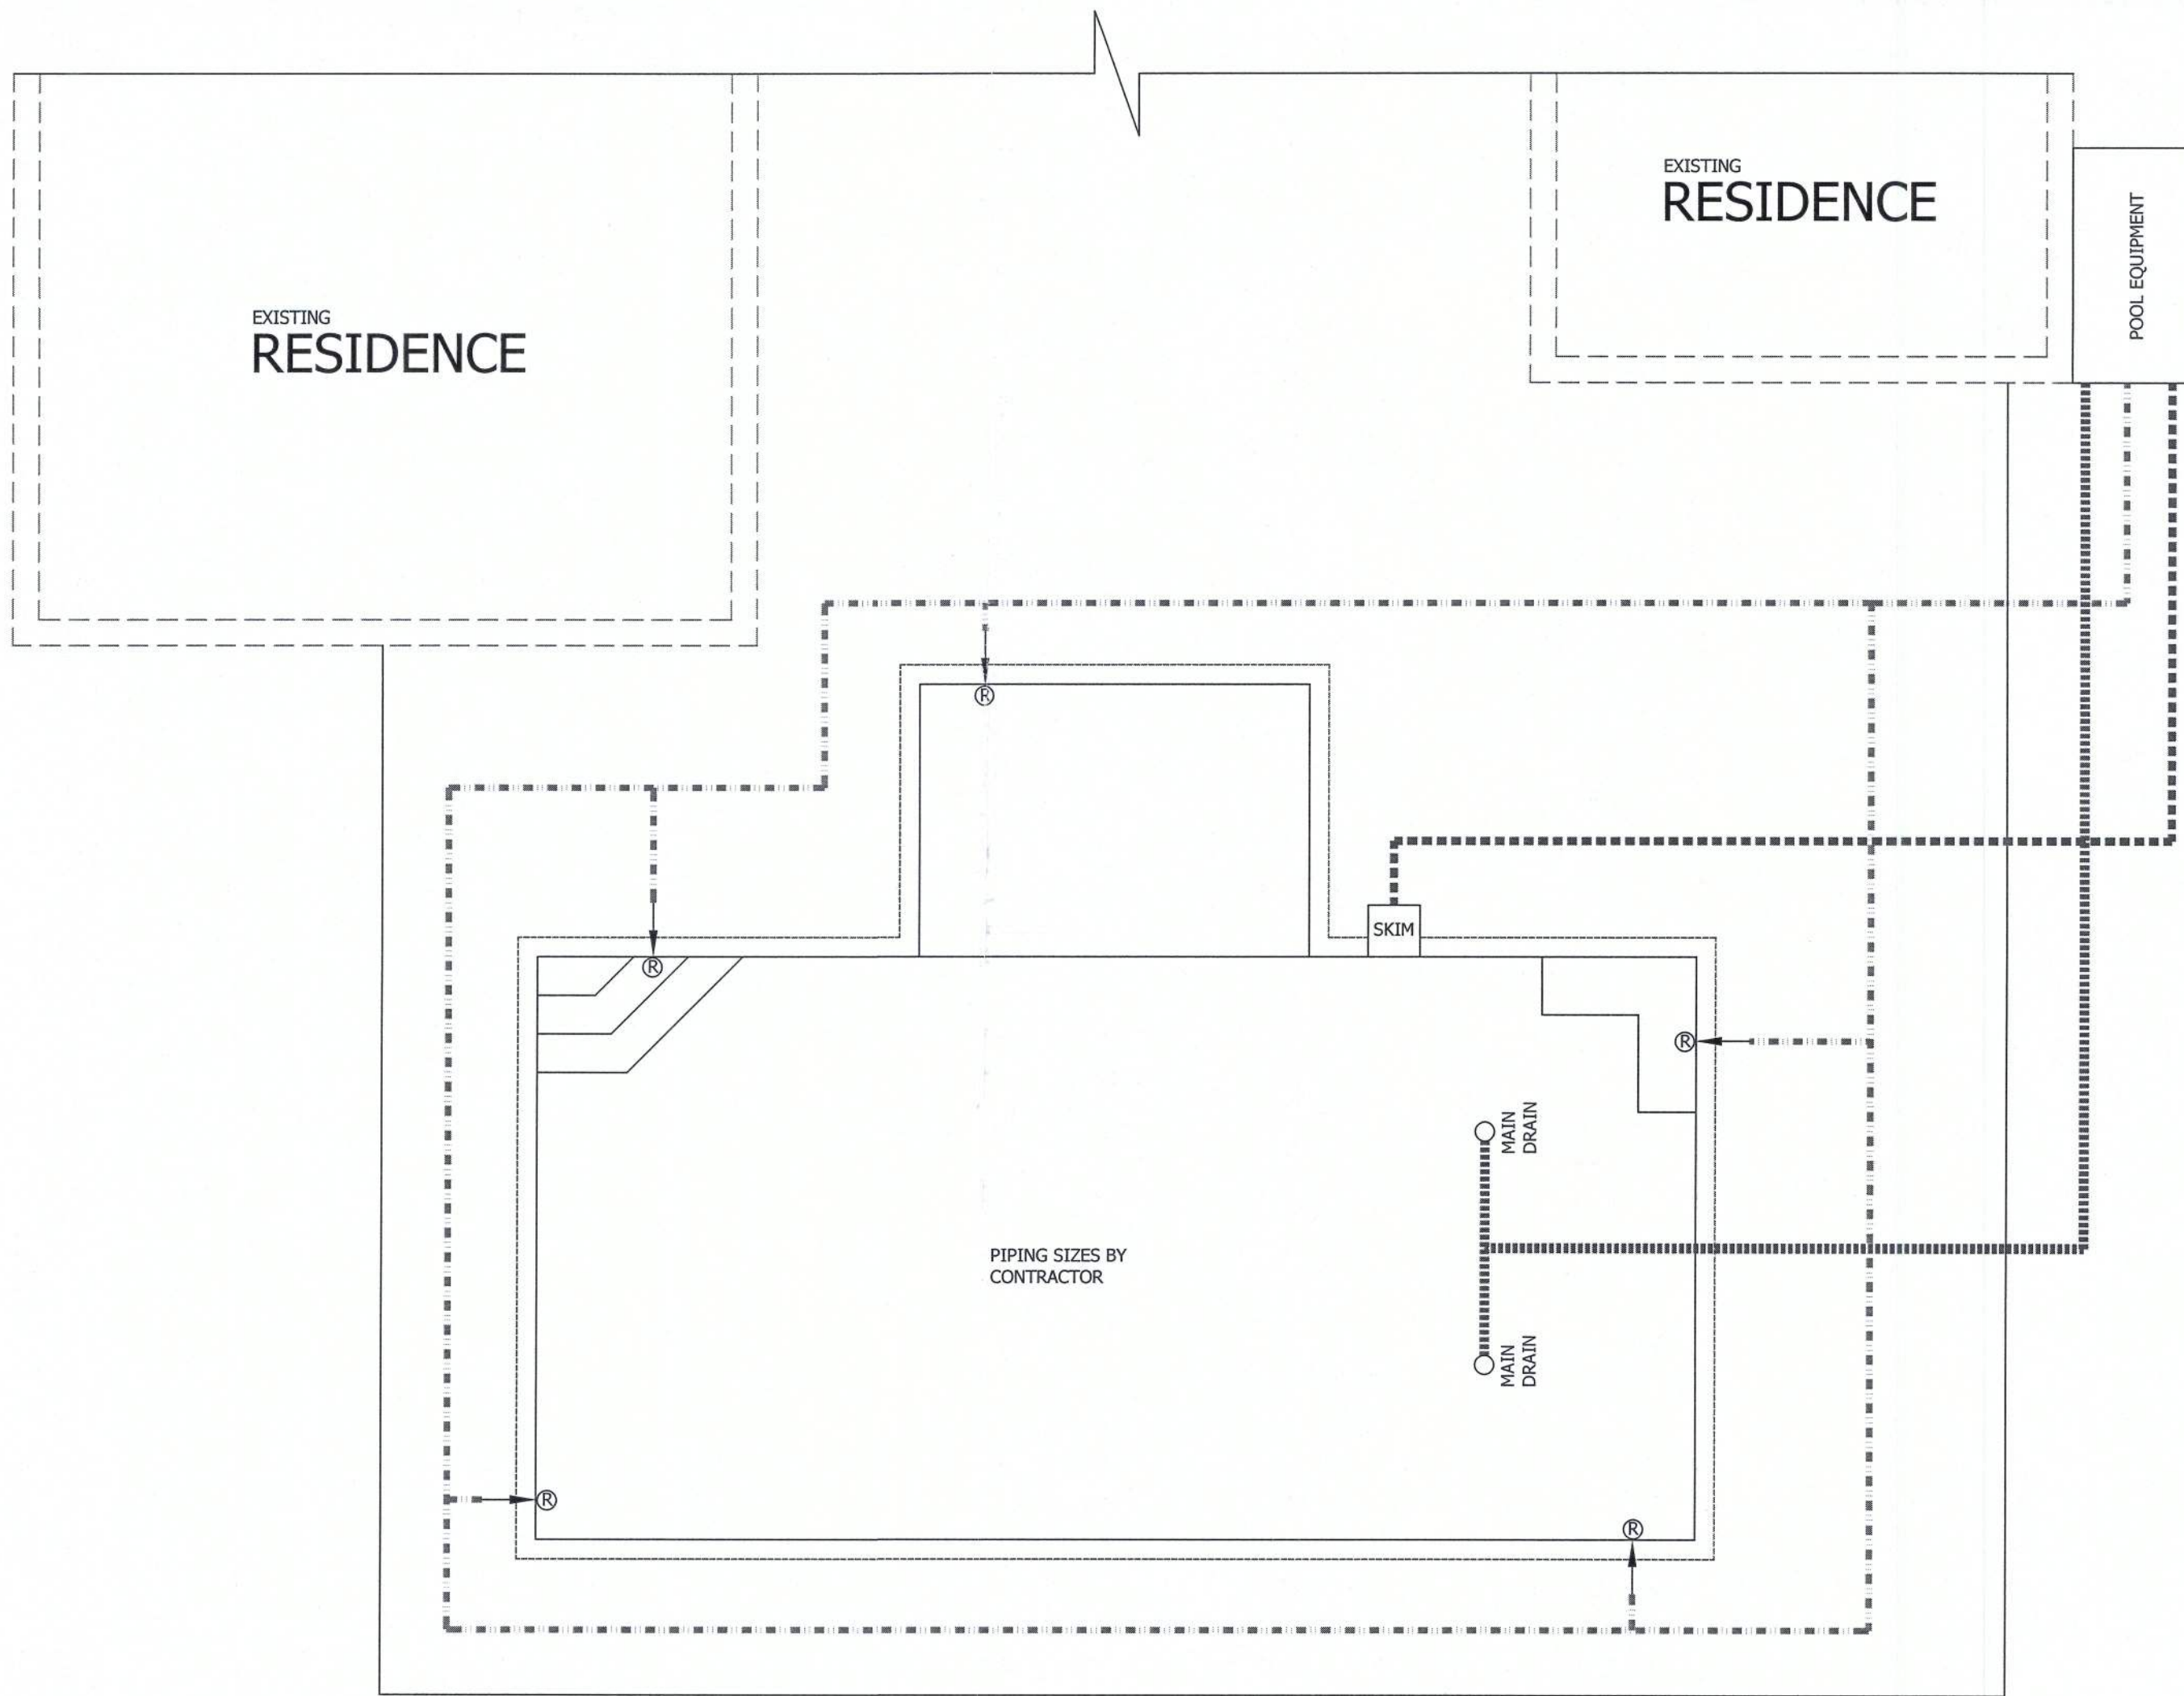 EXISTING
RESIDENCE
POOL EQUIPMENT
EXISTING
RESIDENCE
R
SKIM
R
R
MAIN
DRAIN
PIPING SIZES BY
CONTRACTOR
MAIN
DRAIN
R
R